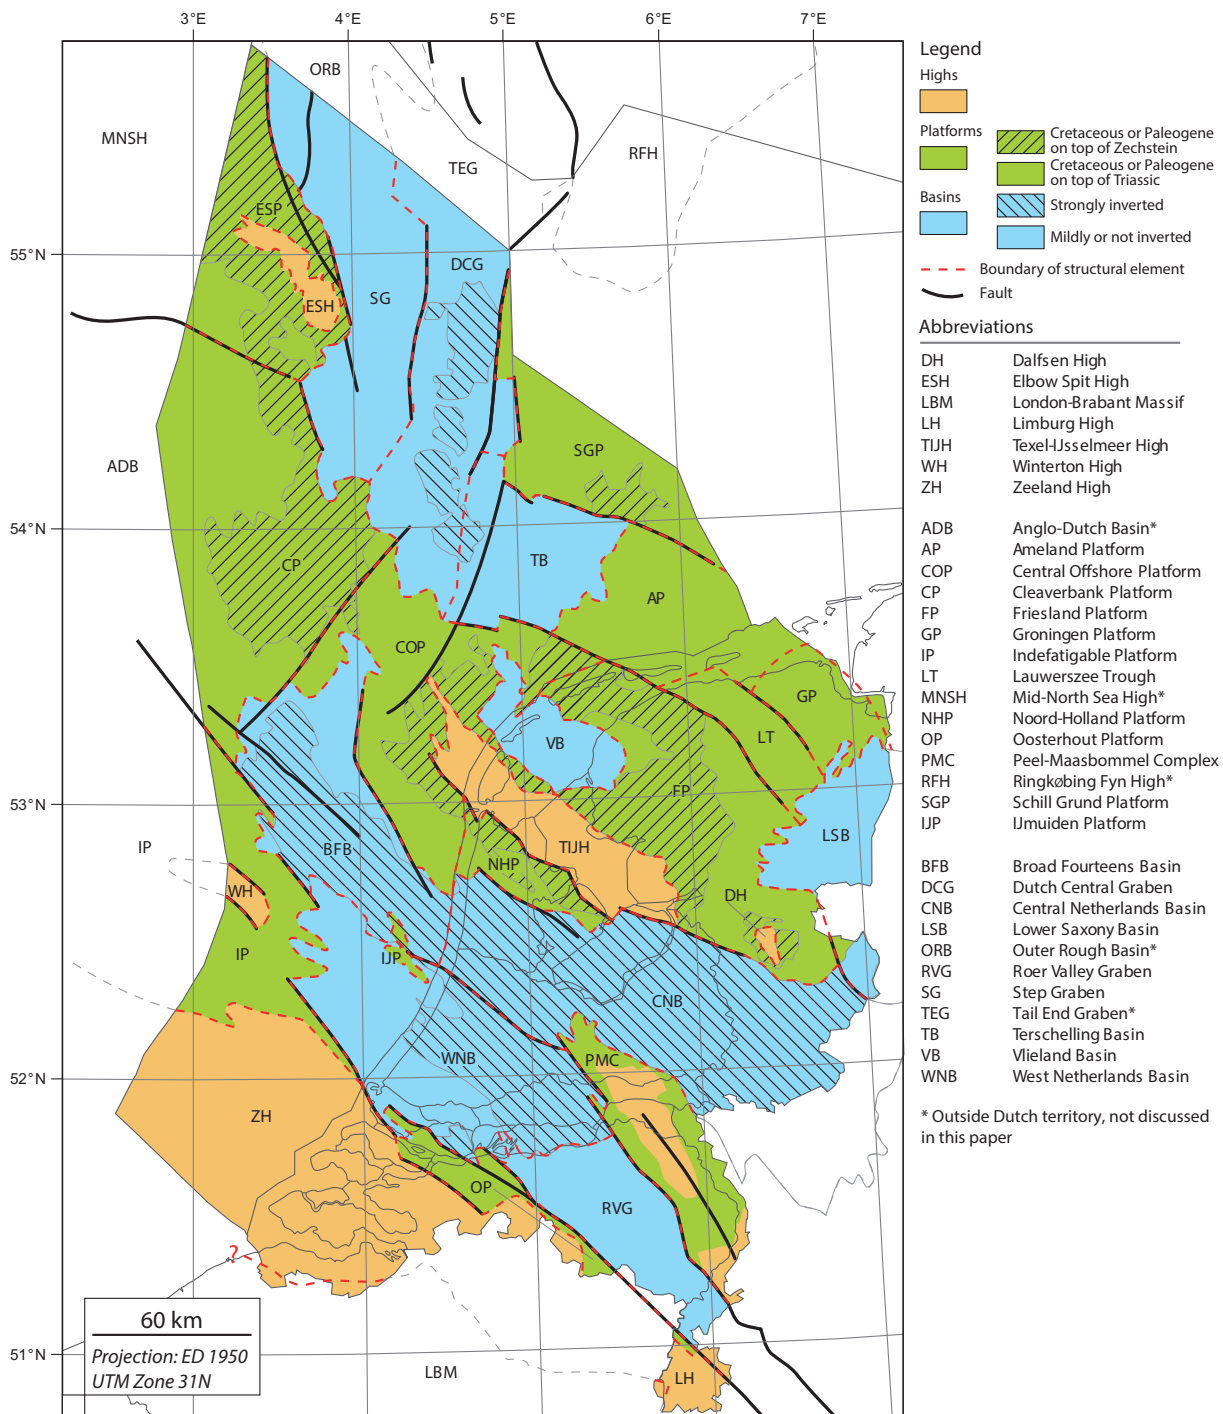 3°E 4°E 5°E 6°E 7°E
ORB
MNSH
TEG
RFH
ESP
55°N
DCG
SG
ESH
SGP
ADB
54°N
TB
CP
AP
COP
GP
LT
VB
FP
53°N
LSB
IP
BFB
TIJH
NHP
WH
DH
IP
IJP
CNB
WNB
PMC
52°N
ZH
OP
RVG
?
51°N
LBM
LH
60 km
Projection: ED 1950
UTM Zone 31N
Legend
Highs
Platforms
Cretaceous or Paleogene
on top of Zechstein
Cretaceous or Paleogene
on top of Triassic
Basins
Strongly inverted
Mildly or not inverted
Boundary of structural element
Fault
Abbreviations
DH Dalfsen High
ESH Elbow Spit High
LBM London-Brabant Massif
LH Limburg High
TIJH Texel-IJsselmeer High
WH Winterton High
ZH Zeeland High
ADB Anglo-Dutch Basin*
AP Ameland Platform
COP Central Offshore Platform
CP Cleaverbank Platform
FP Friesland Platform
GP Groningen Platform
IP Indefatigable Platform
LT Lauwerszee Trough
MNSH Mid-North Sea High*
NHP Noord-Holland Platform
OP Oosterhout Platform
PMC Peel-Maasbommel Complex
RFH Ringkøbing Fyn High*
SGP Schill Grund Platform
IJP IJmuiden Platform
BFB Broad Fourteens Basin
DCG Dutch Central Graben
CNB Central Netherlands Basin
LSB Lower Saxony Basin
ORB Outer Rough Basin*
RVG Roer Valley Graben
SG Step Graben
TEG Tail End Graben*
TB Terschelling Basin
VB Vlieland Basin
WNB West Netherlands Basin
* Outside Dutch territory, not discussed
in this paper